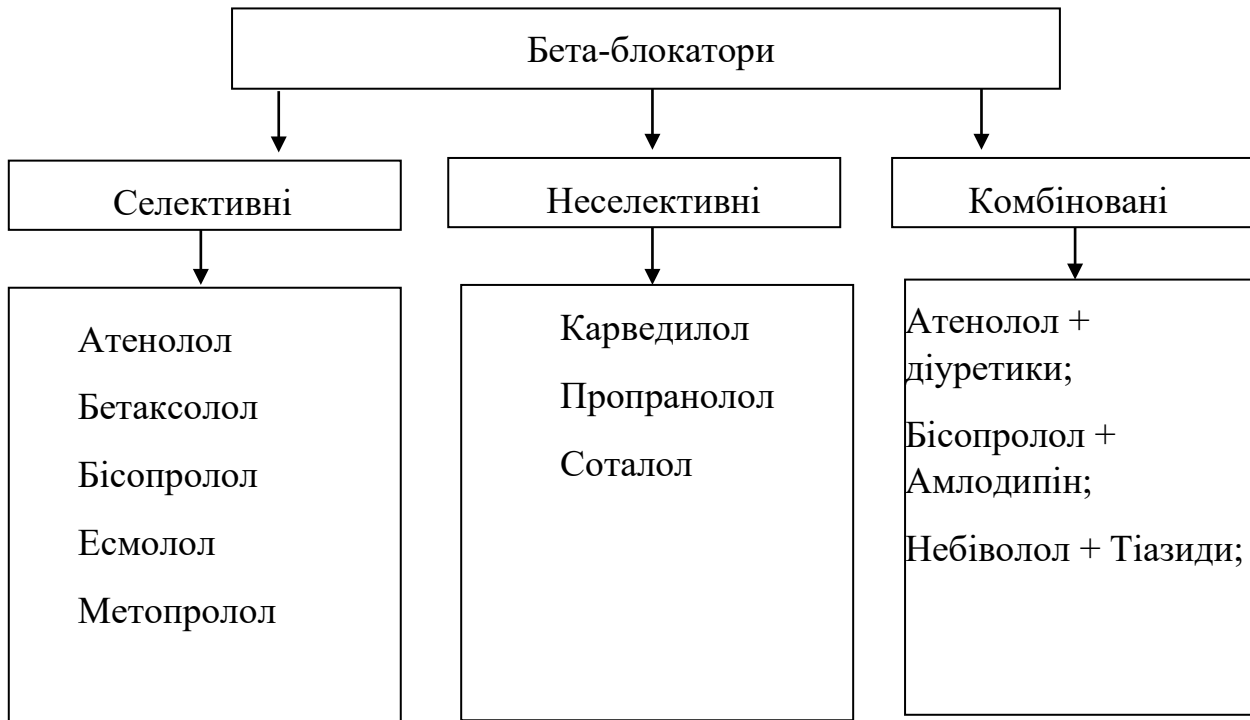 Бета-блокатори
Селективні
Неселективні
Комбіновані
Атенолол
Бетаксолол
Бісопролол
Есмолол
Метопролол
Карведилол
Пропранолол
Соталол
Атенолол +
діуретики;
Бісопролол +
Амлодипін;
Небіволол + Тіазиди;